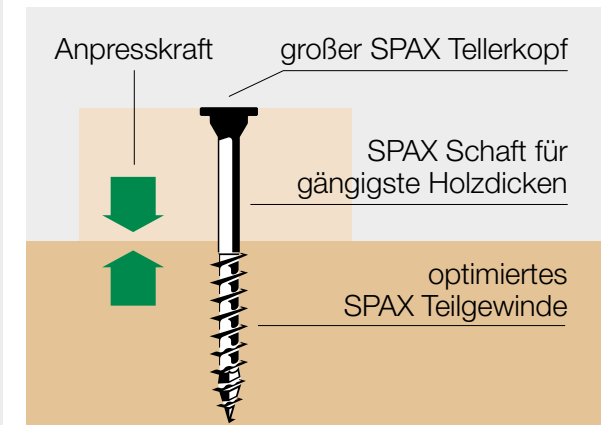 Anpresskraft
großer SPAX Tellerkopf
SPAX Schaft für
gängigste Holzdicken
optimiertes
SPAX Teilgewinde